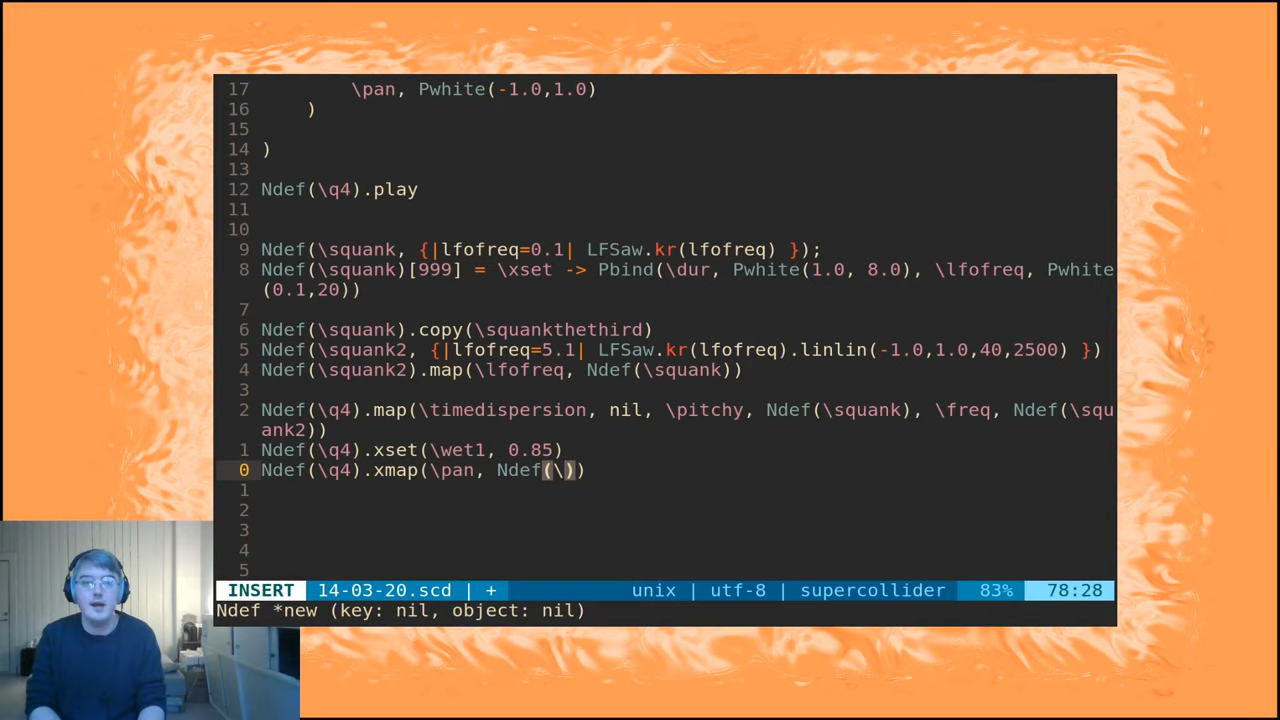 17 \pan, Pwhite(-1.0,1.0)
16 )
15
14 )
13
12 Ndef(\q4).play
11
10
9 Ndef(\squank, {|lfofreq=0.1| LFSaw.kr(lfofreq) });
8 Ndef(\squank)[999] = \xset -> Pbind(\dur, Pwhite(1.0, 8.0), \lfofreq, Pwhite
(0.1,20))
7
6 Ndef(\squank).copy(\squankthethird)
5 Ndef(\squank2, {|lfofreq=5.1| LFSaw.kr(lfofreq).linlin(-1.0,1.0,40,2500) })
4 Ndef(\squank2).map(\lfofreq, Ndef(\squank))
3
2 Ndef(\q4).map(\timedispersion, nil, \pitchy, Ndef(\squank), \freq, Ndef(\squ
ank2))
1 Ndef(\q4).xset(\wet1, 0.85)
0 Ndef(\q4).xmap(\pan, Ndef(\))
1
2
3
4
5
INSERT 14-03-20.scd | + unix | utf-8 | supercollider 83% 78:28
Ndef *new (key: nil, object: nil)